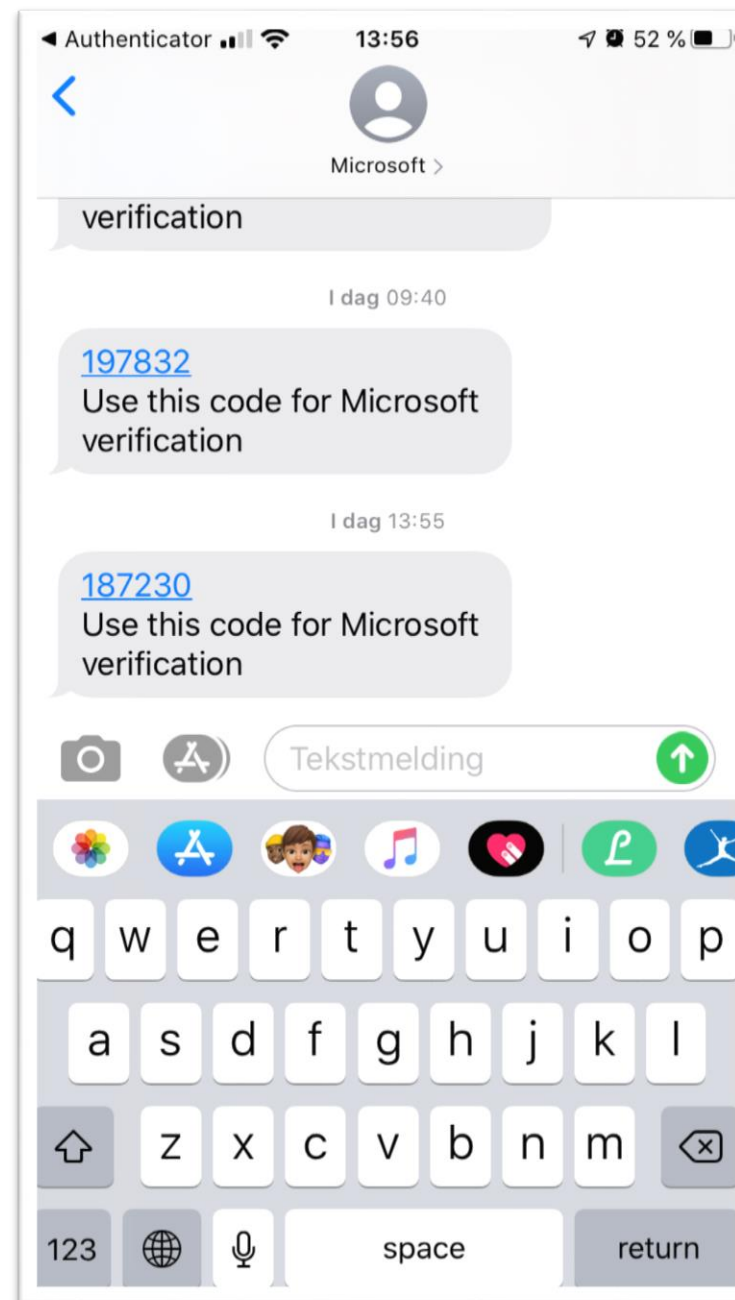 ◀ Authenticator 13:56 52 %
Microsoft >
verification
I dag 09:40
197832
Use this code for Microsoft
verification
I dag 13:55
187230
Use this code for Microsoft
verification
Tekstmelding
q w e r t y u i o p
a s d f g h j k l
z x c v b n m
123 space return